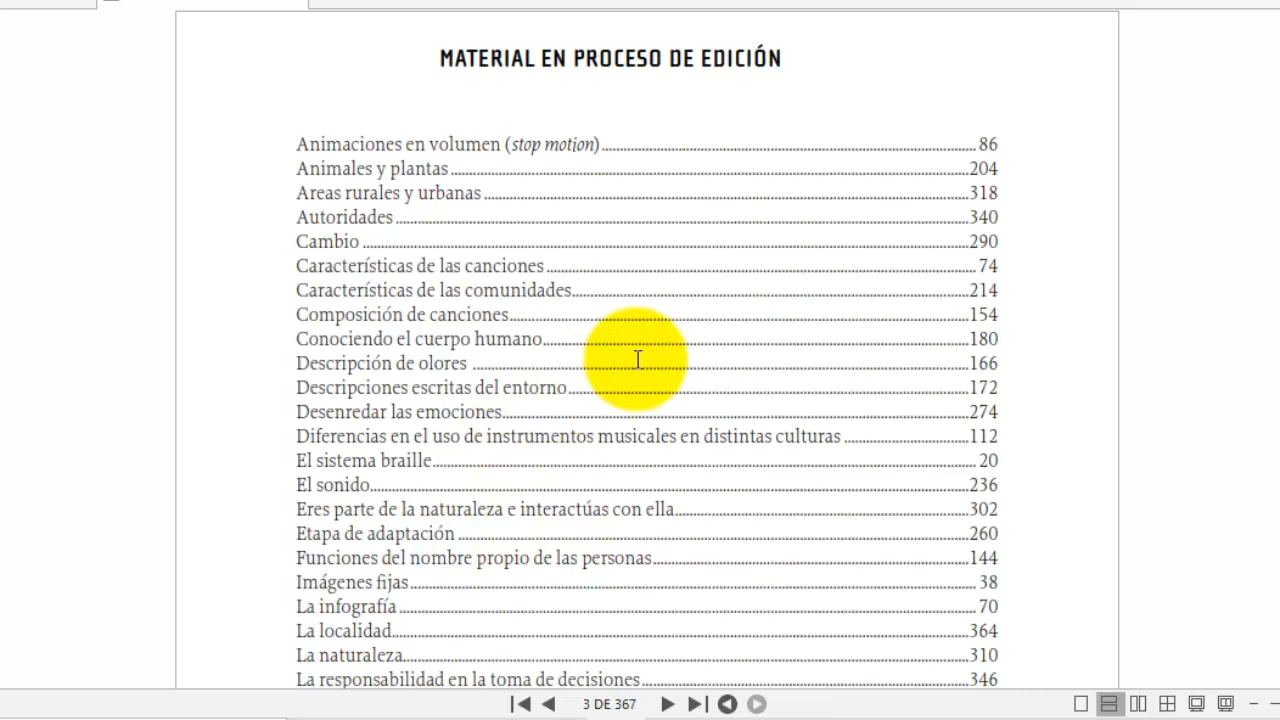 MATERIAL EN PROCESO DE EDICIÓN
Animaciones en volumen (stop motion) 86
Animales y plantas 204
Areas rurales y urbanas 318
Autoridades 340
Cambio 290
Características de las canciones 74
Características de las comunidades 214
Composición de canciones 154
Conociendo el cuerpo humano 180
Descripción de olores 166
Descripciones escritas del entorno 172
Desenredar las emociones 274
Diferencias en el uso de instrumentos musicales en distintas culturas 112
El sistema braille 20
El sonido 236
Eres parte de la naturaleza e interactúas con ella 302
Etapa de adaptación 260
Funciones del nombre propio de las personas 144
Imágenes fijas 38
La infografía 70
La localidad 364
La naturaleza 310
La responsabilidad en la toma de decisiones 346
3 DE 367